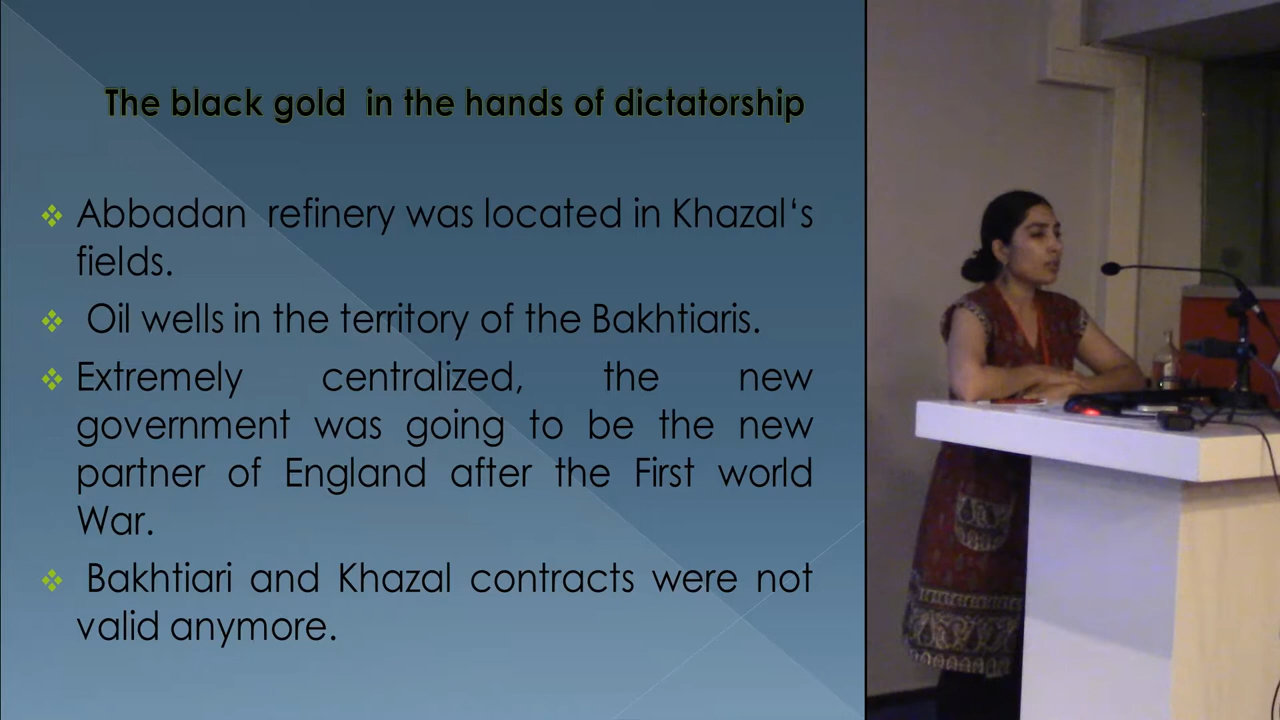 The black gold  in the hands of dictatorship
Abbadan  refinery was located in Khazal‘s
fields.
Oil wells in the territory of the Bakhtiaris.
Extremely centralized, the new
government was going to be the new
partner of England after the First world
War.
Bakhtiari and Khazal contracts were not
valid anymore.